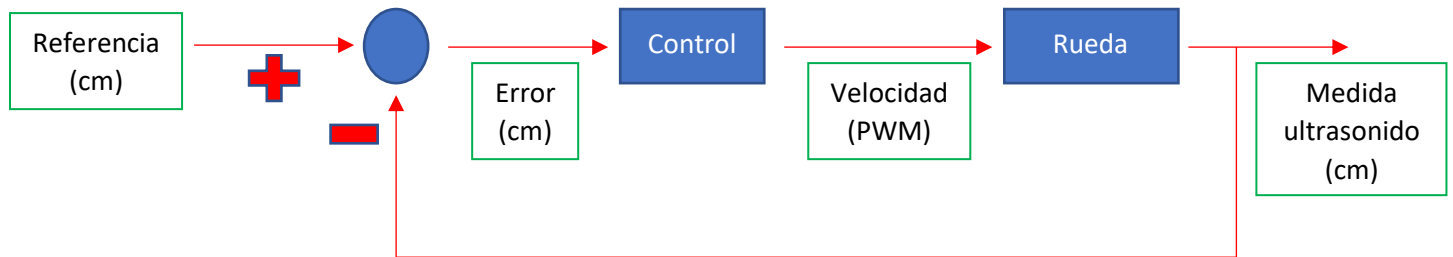 Referencia
(cm)
Error
(cm)
Control
Velocidad
(PWM)
Rueda
Medida
ultrasonido
(cm)